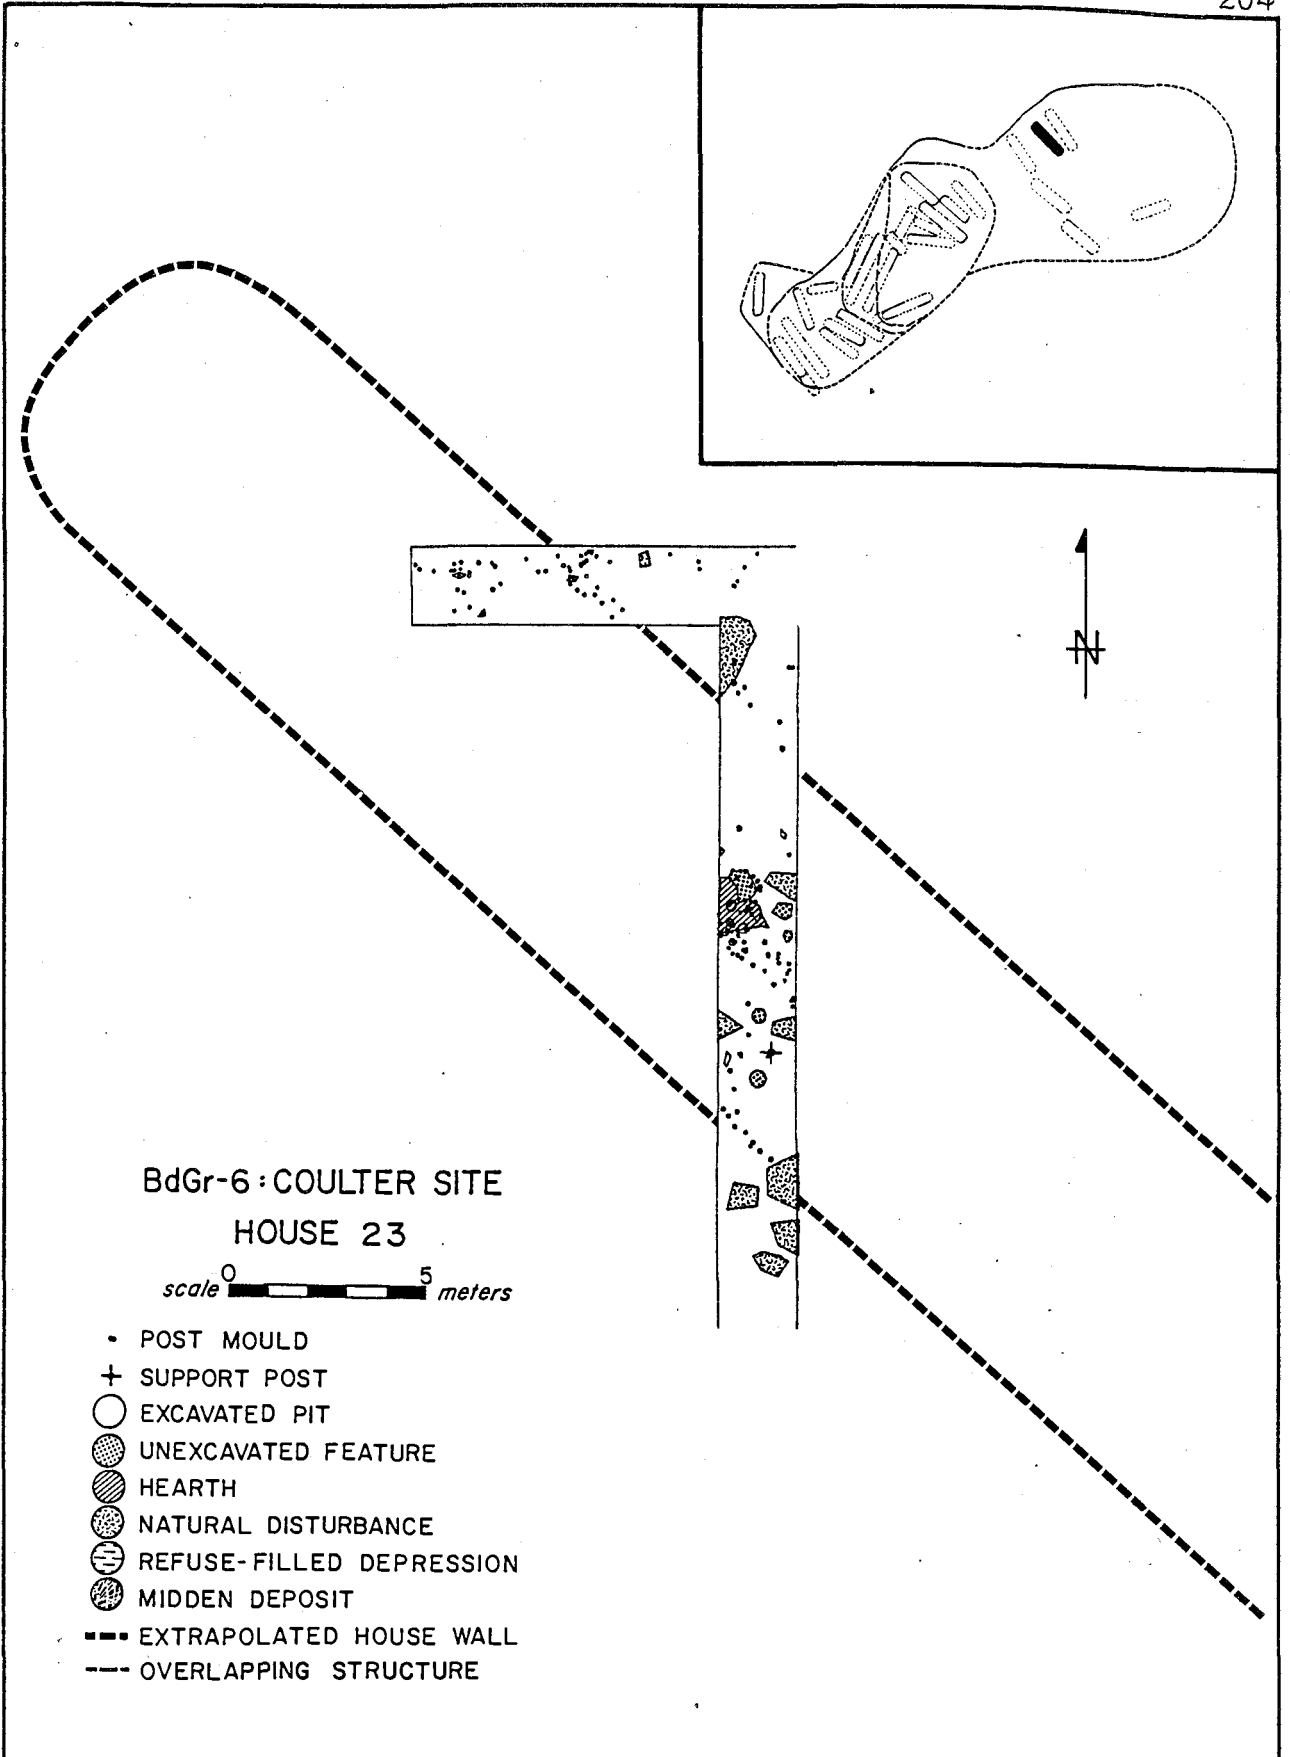 204
N
BdGr-6: COULTER SITE
HOUSE 23
scale 0 5 meters
POST MOULD
SUPPORT POST
EXCAVATED PIT
UNEXCAVATED FEATURE
HEARTH
NATURAL DISTURBANCE
REFUSE-FILLED DEPRESSION
MIDDEN DEPOSIT
EXTRAPOLATED HOUSE WALL
OVERLAPPING STRUCTURE